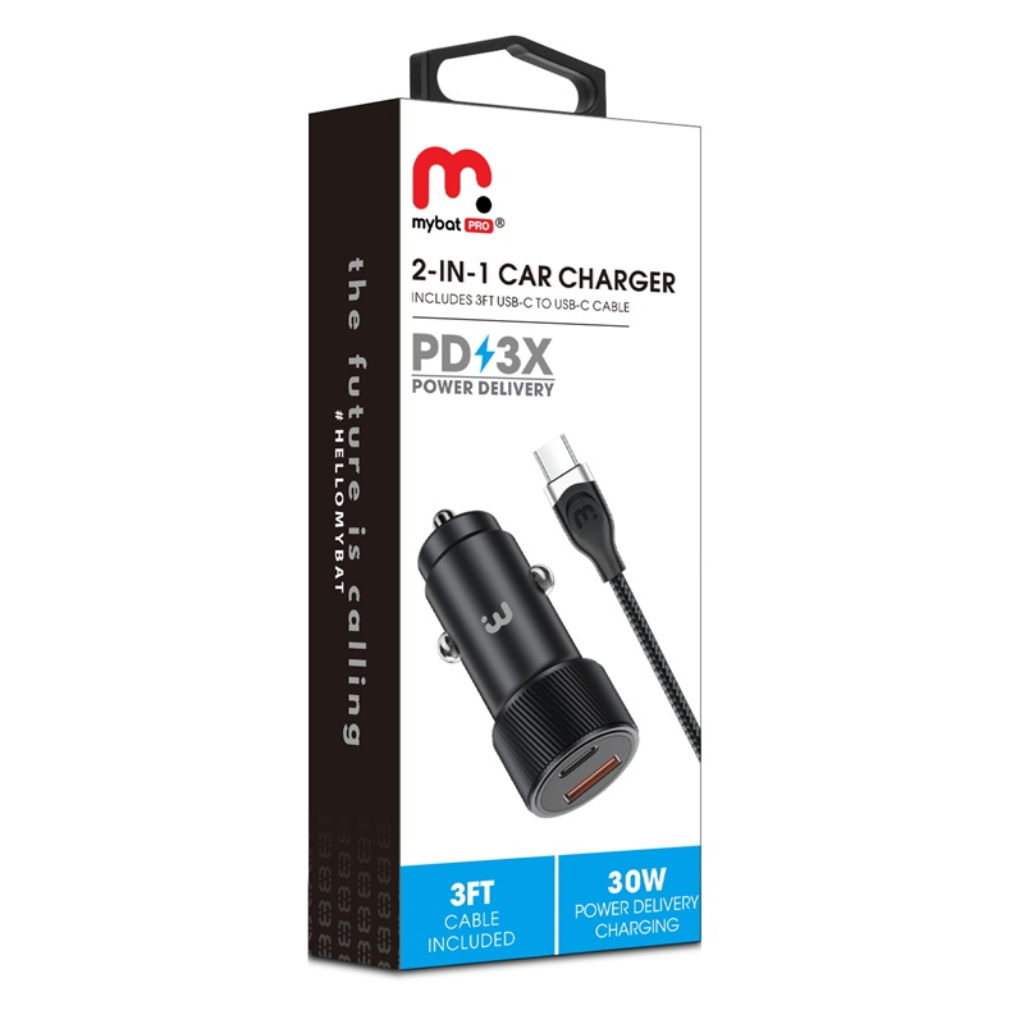 mybat PRO®
2-IN-1 CAR CHARGER
INCLUDES 3FT USB-C TO USB-C CABLE
PD 3X
POWER DELIVERY
3FT
CABLE
INCLUDED
30W
POWER DELIVERY
CHARGING
the future is calling
#HELLOMYBAT